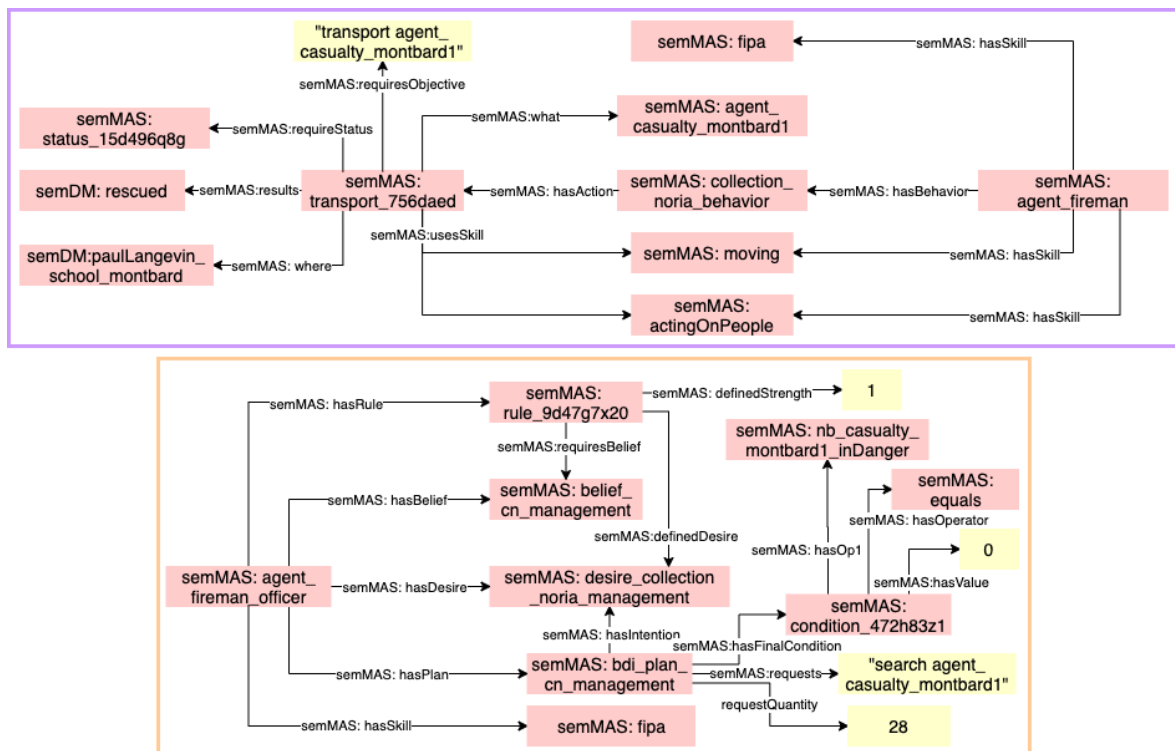 "transport agent_
casualty_montbard1"
semMAS: fipa
semMAS: hasSkill
semMAS:requiresObjective
semMAS:
status_15d496q8g
semMAS:requireStatus
semMAS:what
semMAS: agent_
casualty_montbard1
semDM: rescued
semMAS:results
semMAS:
transport_756daed
semMAS: hasAction
semMAS: collection_
noria_behavior
semMAS: hasBehavior
semMAS:
agent_fireman
semMAS:usesSkill
semDM:paulLangevin_
school_montbard
semMAS: where
semMAS: moving
semMAS: hasSkill
semMAS:
actingOnPeople
semMAS: hasSkill
semMAS: hasRule
semMAS:
rule_9d47g7x20
semMAS: definedStrength
1
semMAS:requiresBelief
semMAS: nb_casualty_
montbard1_inDanger
semMAS: hasBelief
semMAS: belief_
cn_management
semMAS:
equals
semMAS: hasOperator
semMAS:definedDesire
semMAS: hasOp1
0
semMAS: agent_
fireman_officer
semMAS: hasDesire
semMAS: desire_collection
_noria_management
semMAS:hasValue
semMAS:
condition_472h83z1
semMAS: hasIntention
semMAS:hasFinalCondition
semMAS: hasPlan
semMAS: bdi_plan_
cn_management
semMAS:requests
"search agent_
casualty_montbard1"
requestQuantity
semMAS: hasSkill
semMAS: fipa
28